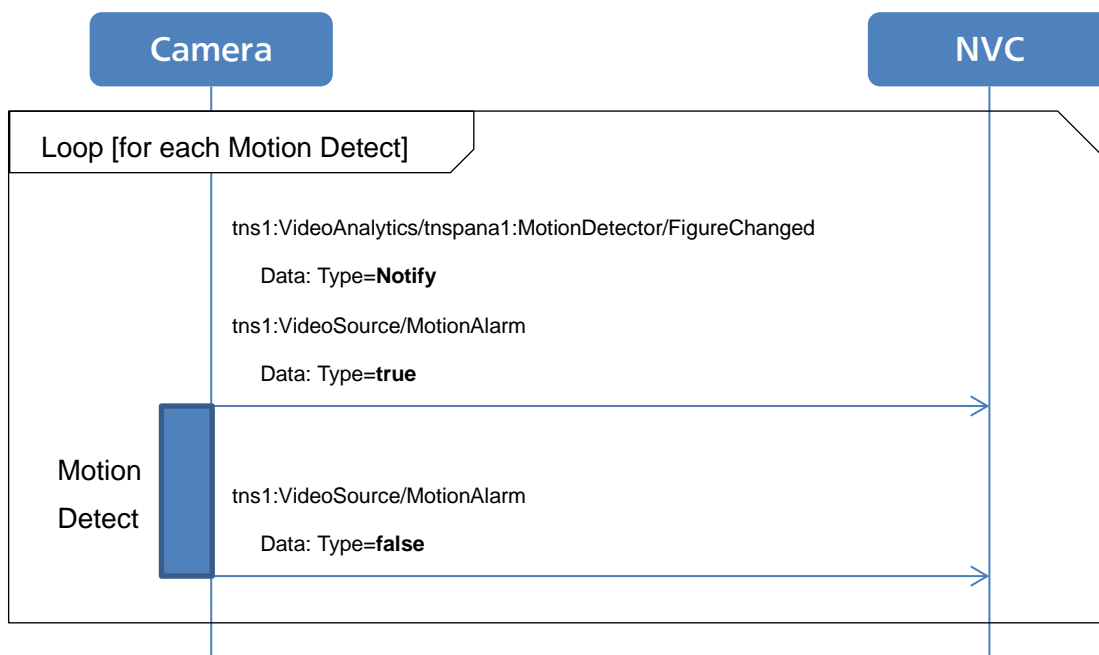 Camera
NVC
Loop [for each Motion Detect]
tns1:VideoAnalytics/tnspana1:MotionDetector/FigureChanged
Data: Type=Notify
tns1:VideoSource/MotionAlarm
Data: Type=true
Motion
Detect
tns1:VideoSource/MotionAlarm
Data: Type=false